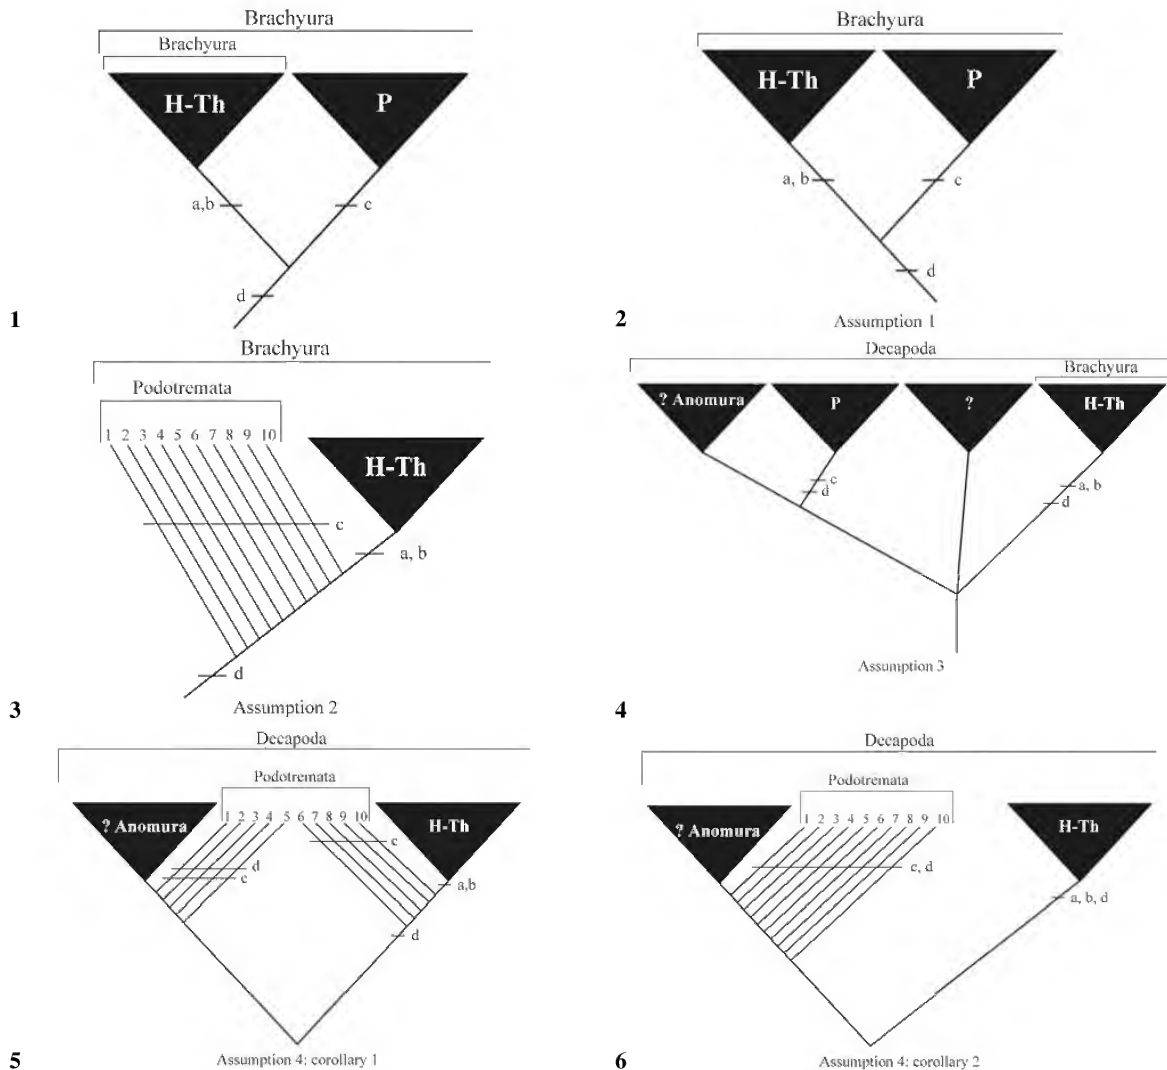 Brachyura
Brachyura
H-Th P
a,b c
d
1
Brachyura
H-Th P
a, b c
d
2
Assumption 1
Brachyura
Podotremata
1 2 3 4 5 6 7 8 9 10
H-Th
c
a, b
d
3
Assumption 2
Decapoda
Brachyura
? Anomura P ? H-Th
c
d
a, b
d
Assumption 3
4
Decapoda
Podotremata
1 2 3 4 5 6 7 8 9 10
? Anomura H-Th
c
d
c
a,b
d
5
Assumption 4: corollary 1
Decapoda
Podotremata
1 2 3 4 5 6 7 8 9 10
? Anomura H-Th
c, d
a, b, d
6
Assumption 4: corollary 2